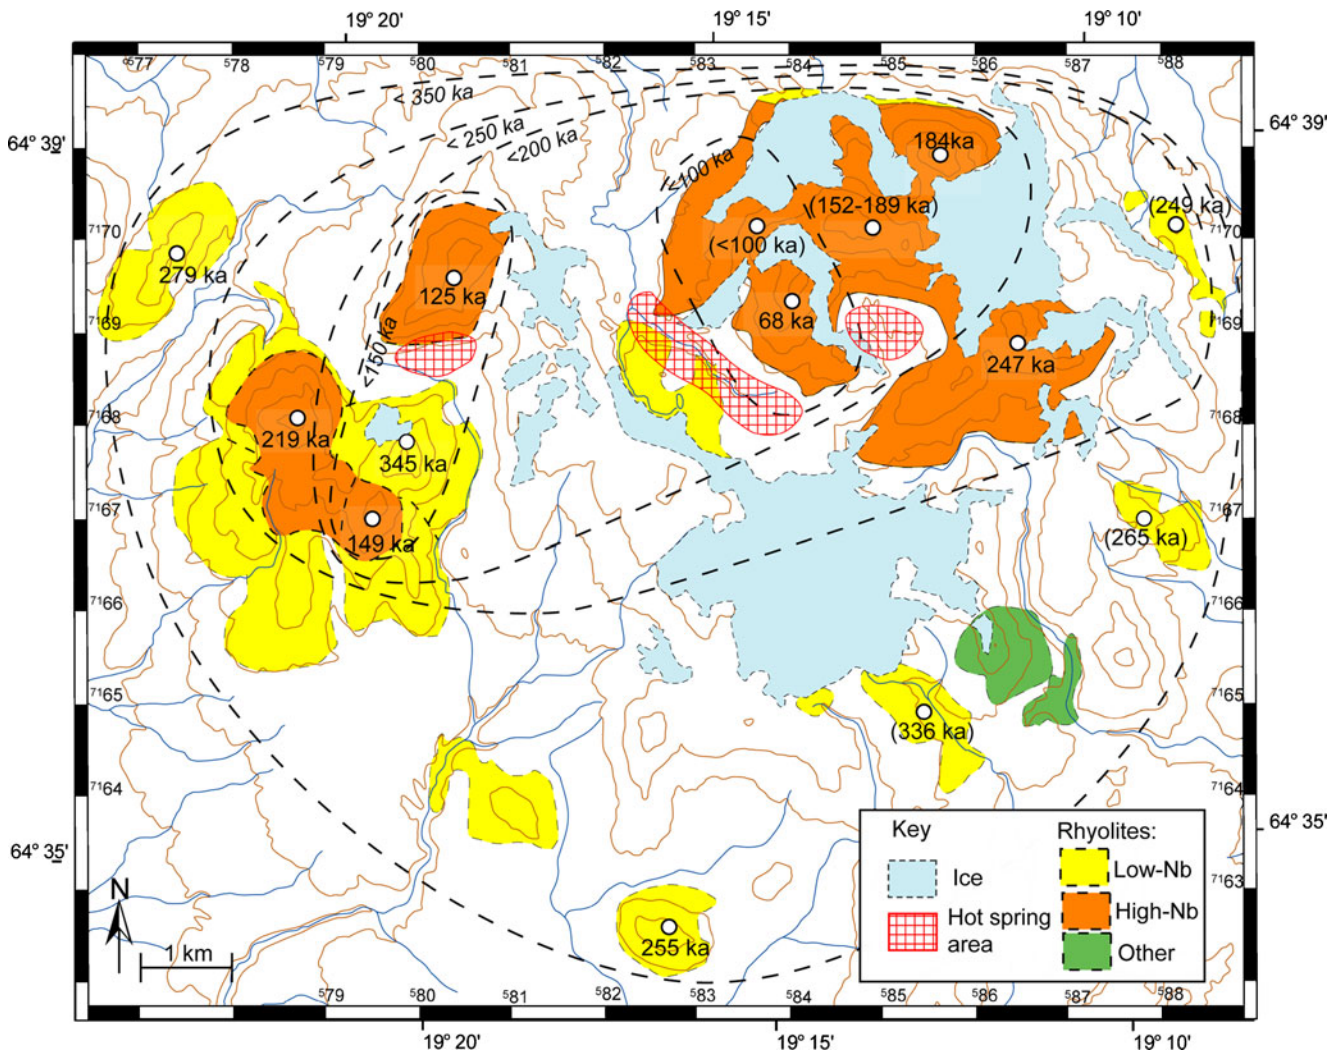 19° 20' 19° 15' 19° 10'
⁵77 578 579 580 581 582 583 584 585 586 587 588
< 350 ka
< 250 ka
<200 ka
64° 39' 64° 39'
184ka
<100 ka
(152-189 ka)
(249 ka)
⁷¹70 ⁷¹70
(<100 ka)
279 ka
125 ka
⁷¹69 ⁷¹69
68 ka
<150 ka
247 ka
⁷¹68 ⁷¹68
219 ka
345 ka
⁷¹67 ⁷¹67
149 ka
(265 ka)
⁷¹66 ⁷¹66
⁷¹65 ⁷¹65
(336 ka)
⁷¹64 ⁷¹64
Key
Rhyolites:
Ice
Low-Nb
Hot spring
area
High-Nb
Other
64° 35' 64° 35'
⁷¹63
N
1 km
255 ka
⁵79 ⁵80 ⁵81 ⁵82 ⁵83 ⁵84 ⁵85 ⁵86 ⁵87 ⁵88
19° 20' 19° 15' 19° 10'